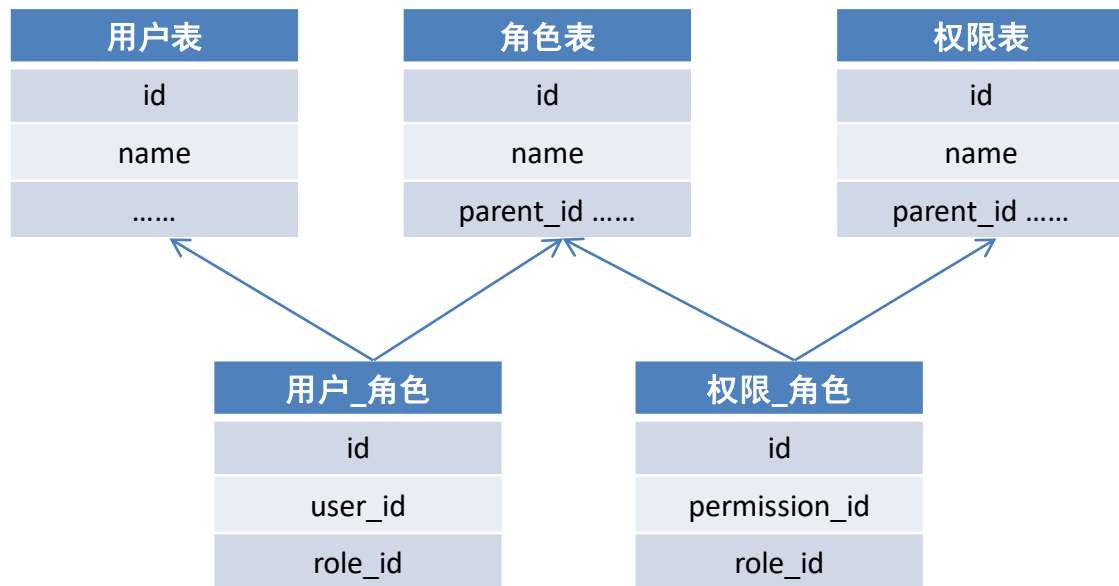 用户表
id
name
……
角色表
id
name
parent_id ……
权限表
id
name
parent_id ……
用户_角色
id
user_id
role_id
权限_角色
id
permission_id
role_id